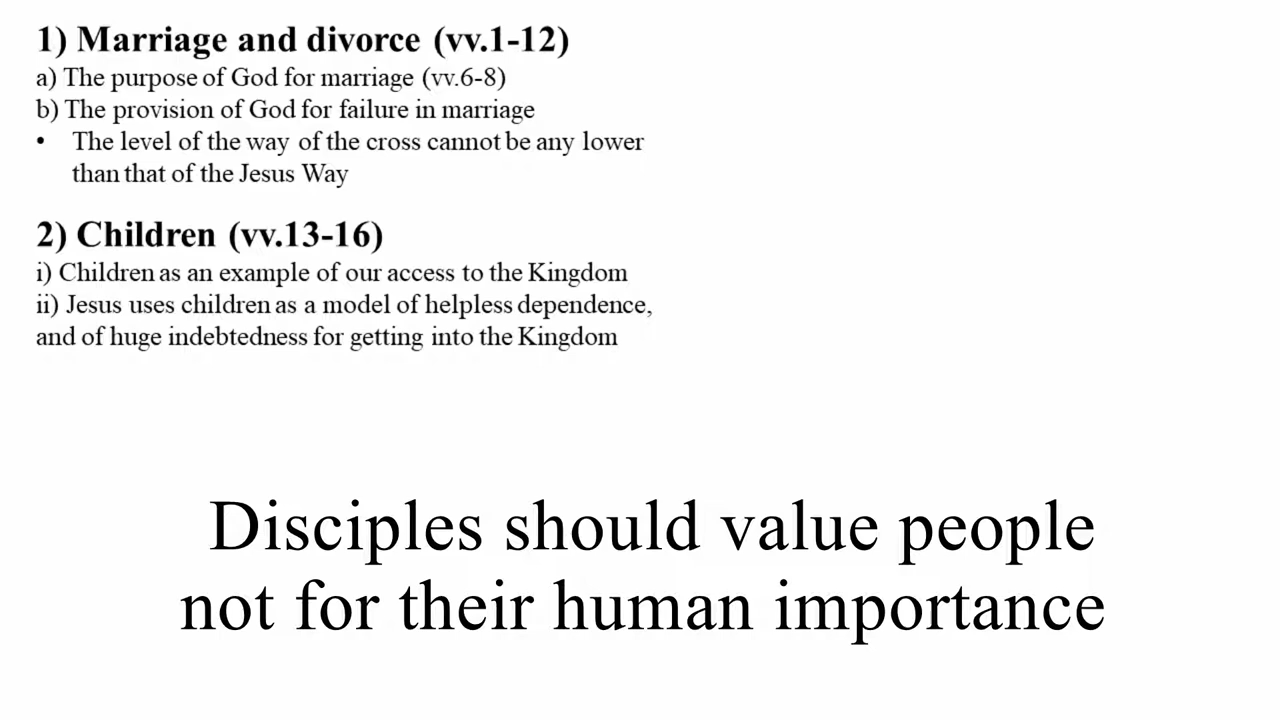 1) Marriage and divorce (vv.1-12)
a) The purpose of God for marriage (vv.6-8)
b) The provision of God for failure in marriage
• The level of the way of the cross cannot be any lower
than that of the Jesus Way
2) Children (vv.13-16)
i) Children as an example of our access to the Kingdom
ii) Jesus uses children as a model of helpless dependence,
and of huge indebtedness for getting into the Kingdom
Disciples should value people
not for their human importance